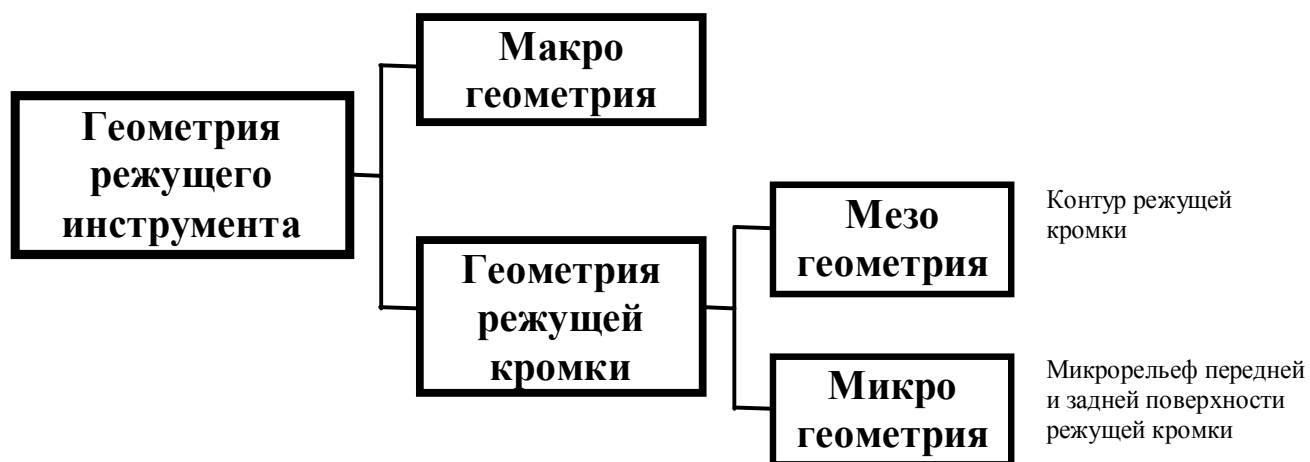 Макро
геометрия
Геометрия
режущего
инструмента
Геометрия
режущей
кромки
Мезо
геометрия
Контур режущей
кромки
Микро
геометрия
Микрорельеф передней
и задней поверхности
режущей кромки